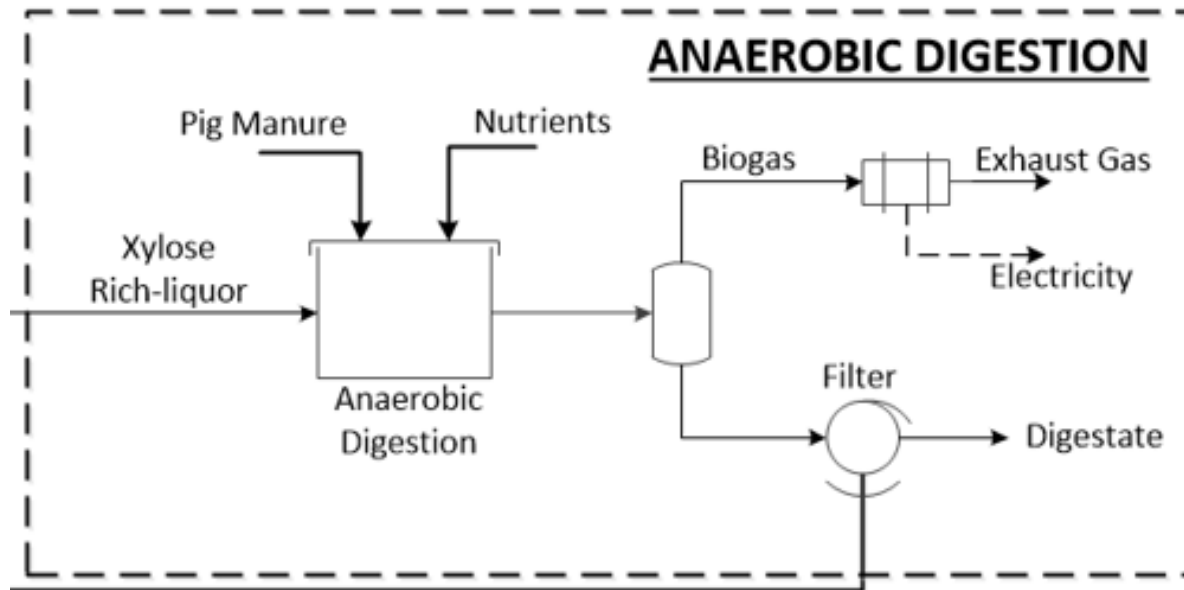 ANAEROBIC DIGESTION
Pig Manure
Nutrients
Biogas
Exhaust Gas
Xylose
Rich-liquor
Electricity
Filter
Anaerobic
Digestion
Digestate